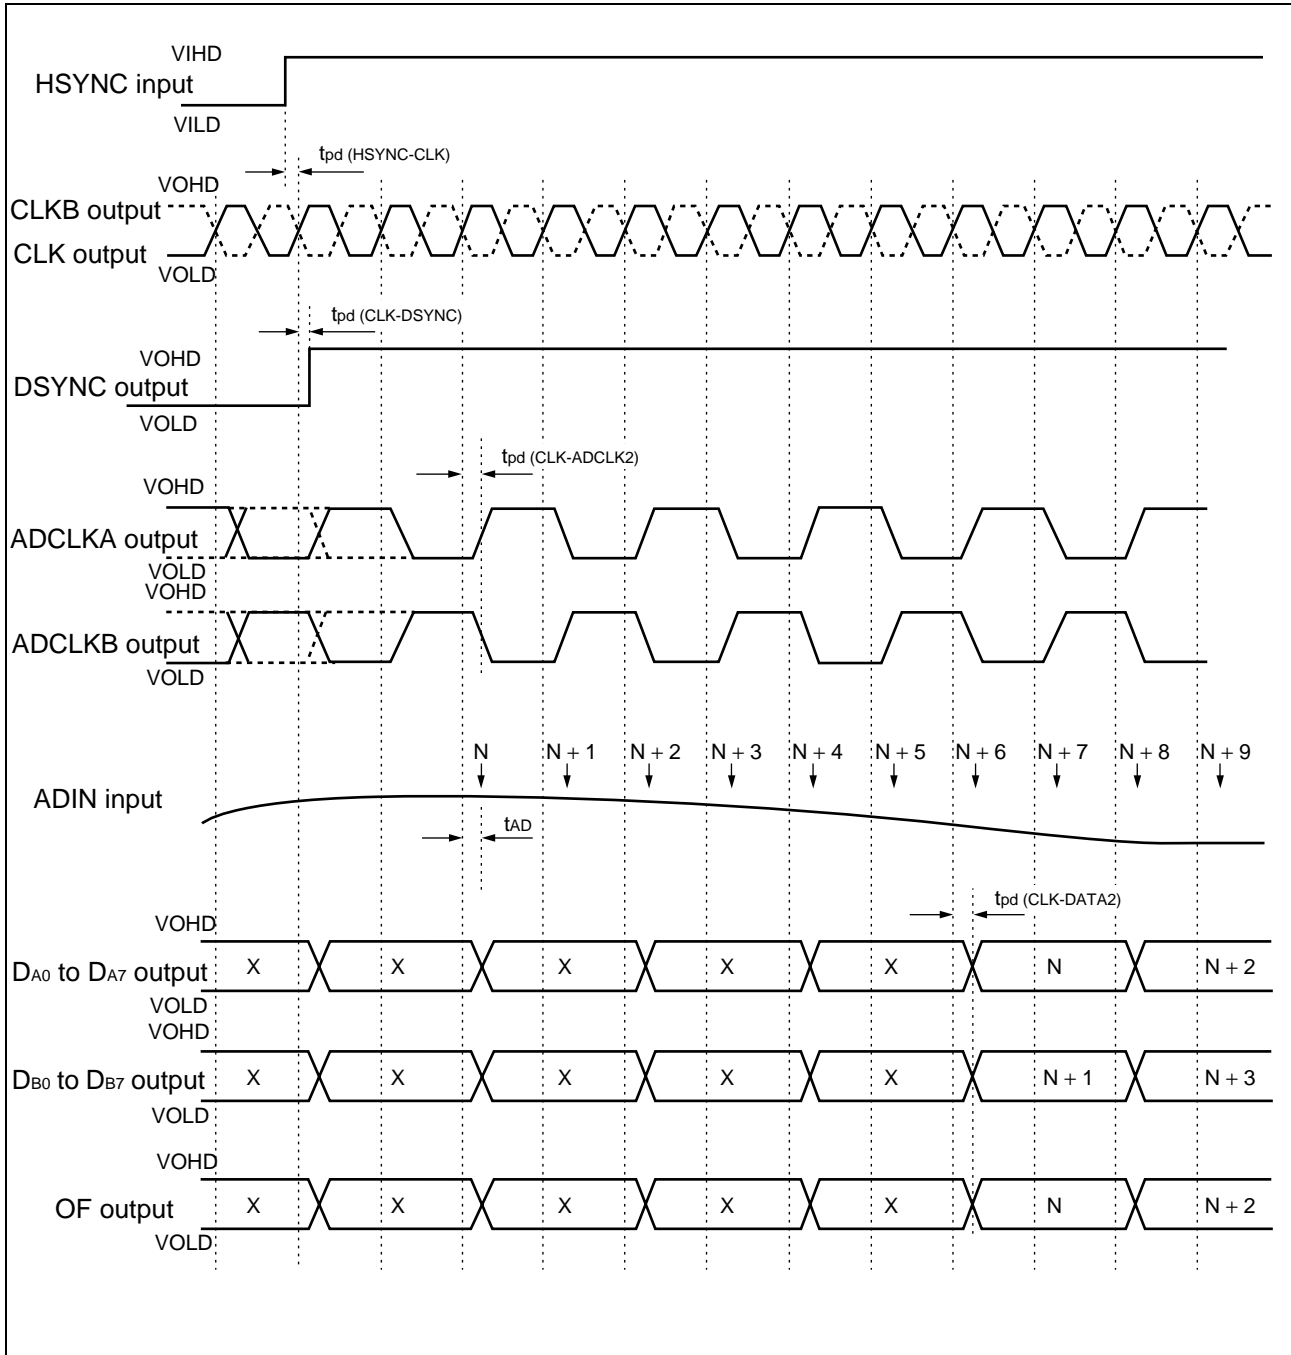 VIHD
HSYNC input
VILD
tpd (HSYNC-CLK)
VOHD
CLKB output
CLK output
VOLD
tpd (CLK-DSYNC)
VOHD
DSYNC output
VOLD
tpd (CLK-ADCLK2)
VOHD
ADCLKA output
VOLD
VOHD
ADCLKB output
VOLD
N N + 1 N + 2 N + 3 N + 4 N + 5 N + 6 N + 7 N + 8 N + 9
ADIN input
tAD
tpd (CLK-DATA2)
VOHD
DA0 to DA7 output X X X X X N N + 2
VOLD
VOHD
DB0 to DB7 output X X X X X N + 1 N + 3
VOLD
VOHD
OF output X X X X X N N + 2
VOLD